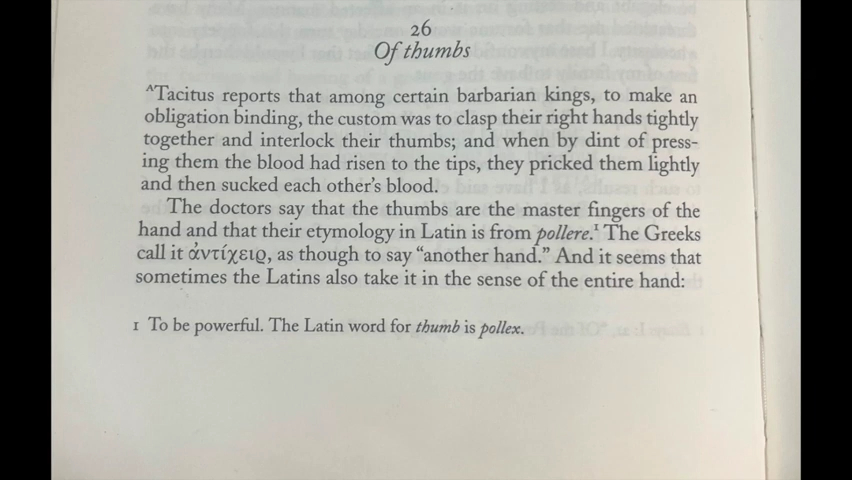 26
Of thumbs
ᴬTacitus reports that among certain barbarian kings, to make an
obligation binding, the custom was to clasp their right hands tightly
together and interlock their thumbs; and when by dint of press-
ing them the blood had risen to the tips, they pricked them lightly
and then sucked each other's blood.
The doctors say that the thumbs are the master fingers of the
hand and that their etymology in Latin is from pollere.¹ The Greeks
call it ἀντίχειρ, as though to say “another hand.” And it seems that
sometimes the Latins also take it in the sense of the entire hand:
1 To be powerful. The Latin word for thumb is pollex.